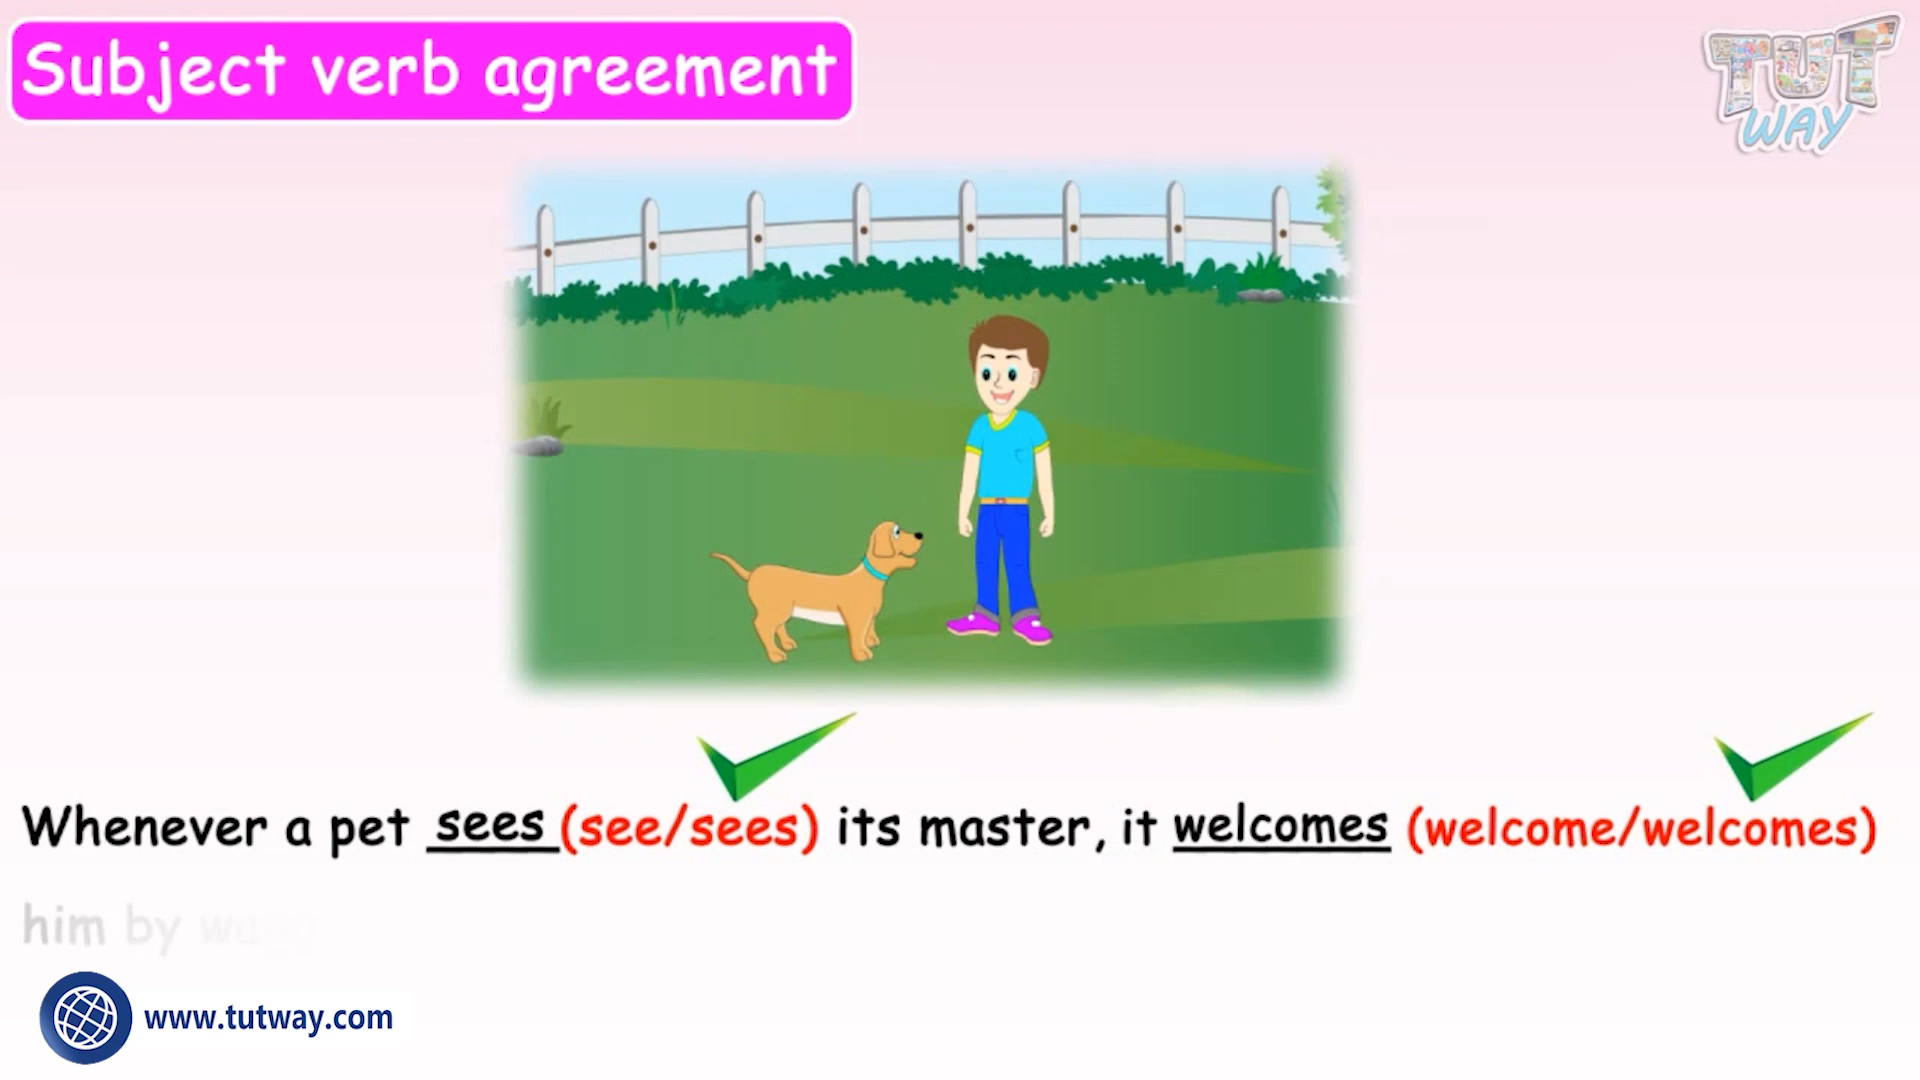 Subject verb agreement
TUT
WAY
Whenever a pet sees (see/sees) its master, it welcomes (welcome/welcomes)
him by
www.tutway.com